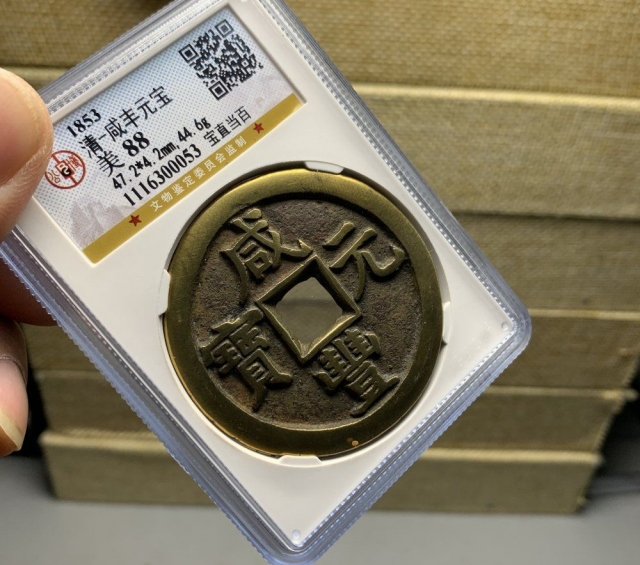 1853
清-咸丰元宝
美 88
47.2*4.2mm,44.6g 宝直当百
1116300053
文物鉴定委员会监制
咸豐元寶